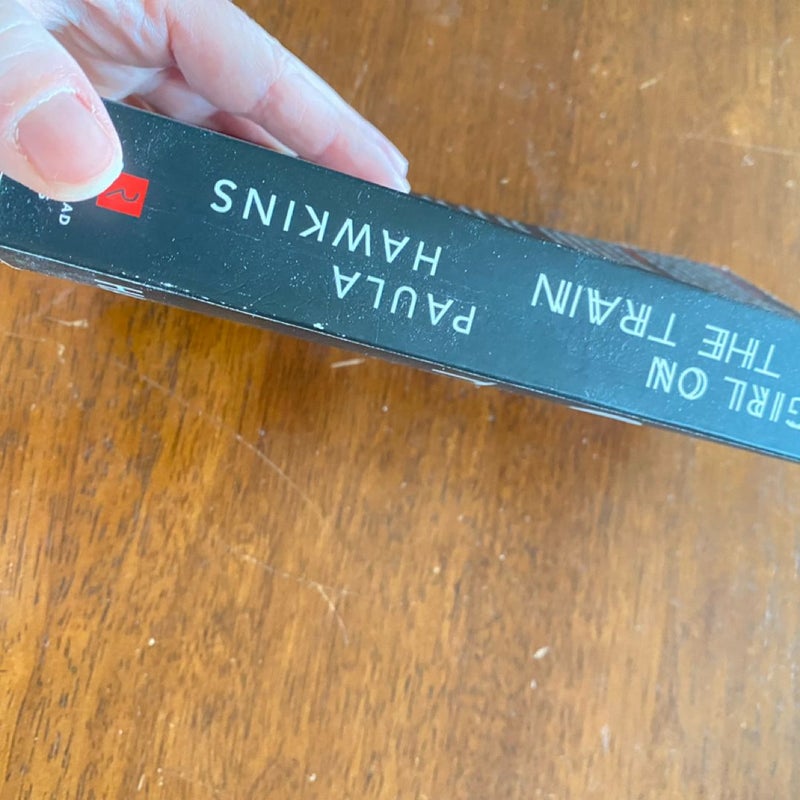 GIRL ON
THE TRAIN
PAULA
HAWKINS